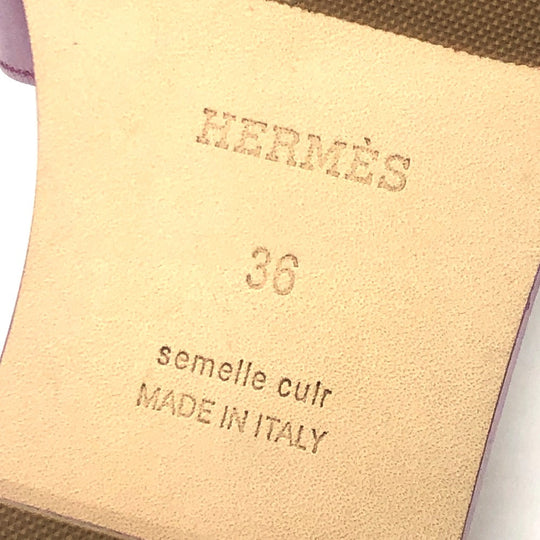 HERMÈS
36
semelle cuir
MADE IN ITALY